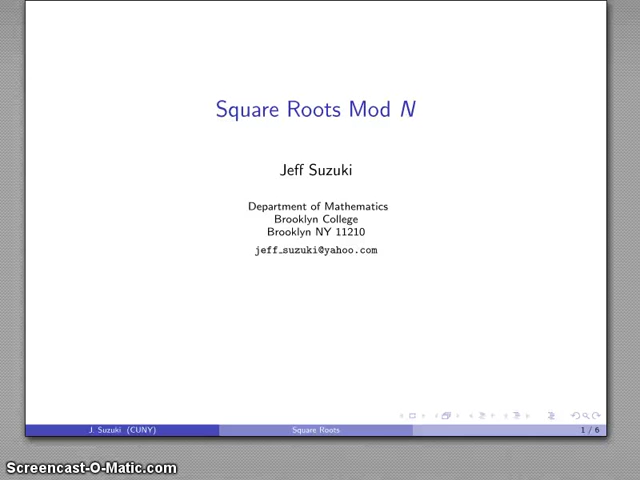 Square Roots Mod N
Jeff Suzuki
Department of Mathematics
Brooklyn College
Brooklyn NY 11210
jeff_suzuki@yahoo.com
J. Suzuki (CUNY)
Square Roots
1 / 6
Screencast-O-Matic.com